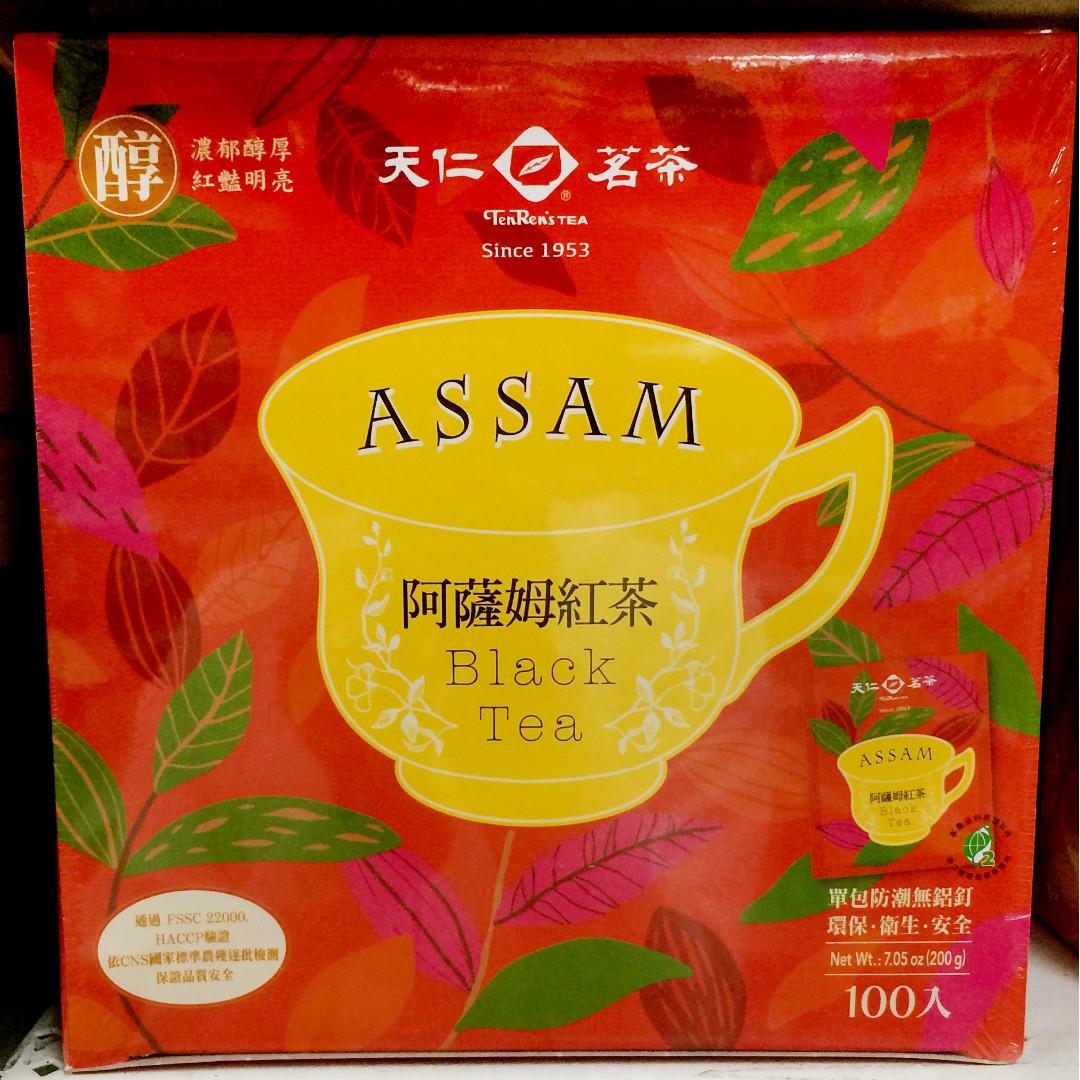 醇
濃郁醇厚
紅豔明亮
天仁茗茶
®
TenRen's TEA
Since 1953
ASSAM
阿薩姆紅茶
Black
Tea
天仁茗茶
Since 1953
ASSAM
阿薩姆紅茶
Black
Tea
2
通過 FSSC 22000.
HACCP驗證
依CNS國家標準農殘逐批檢測
保證品質安全
單包防潮無鋁釘
環保·衛生·安全
Net Wt.: 7.05 oz (200 g)
100入